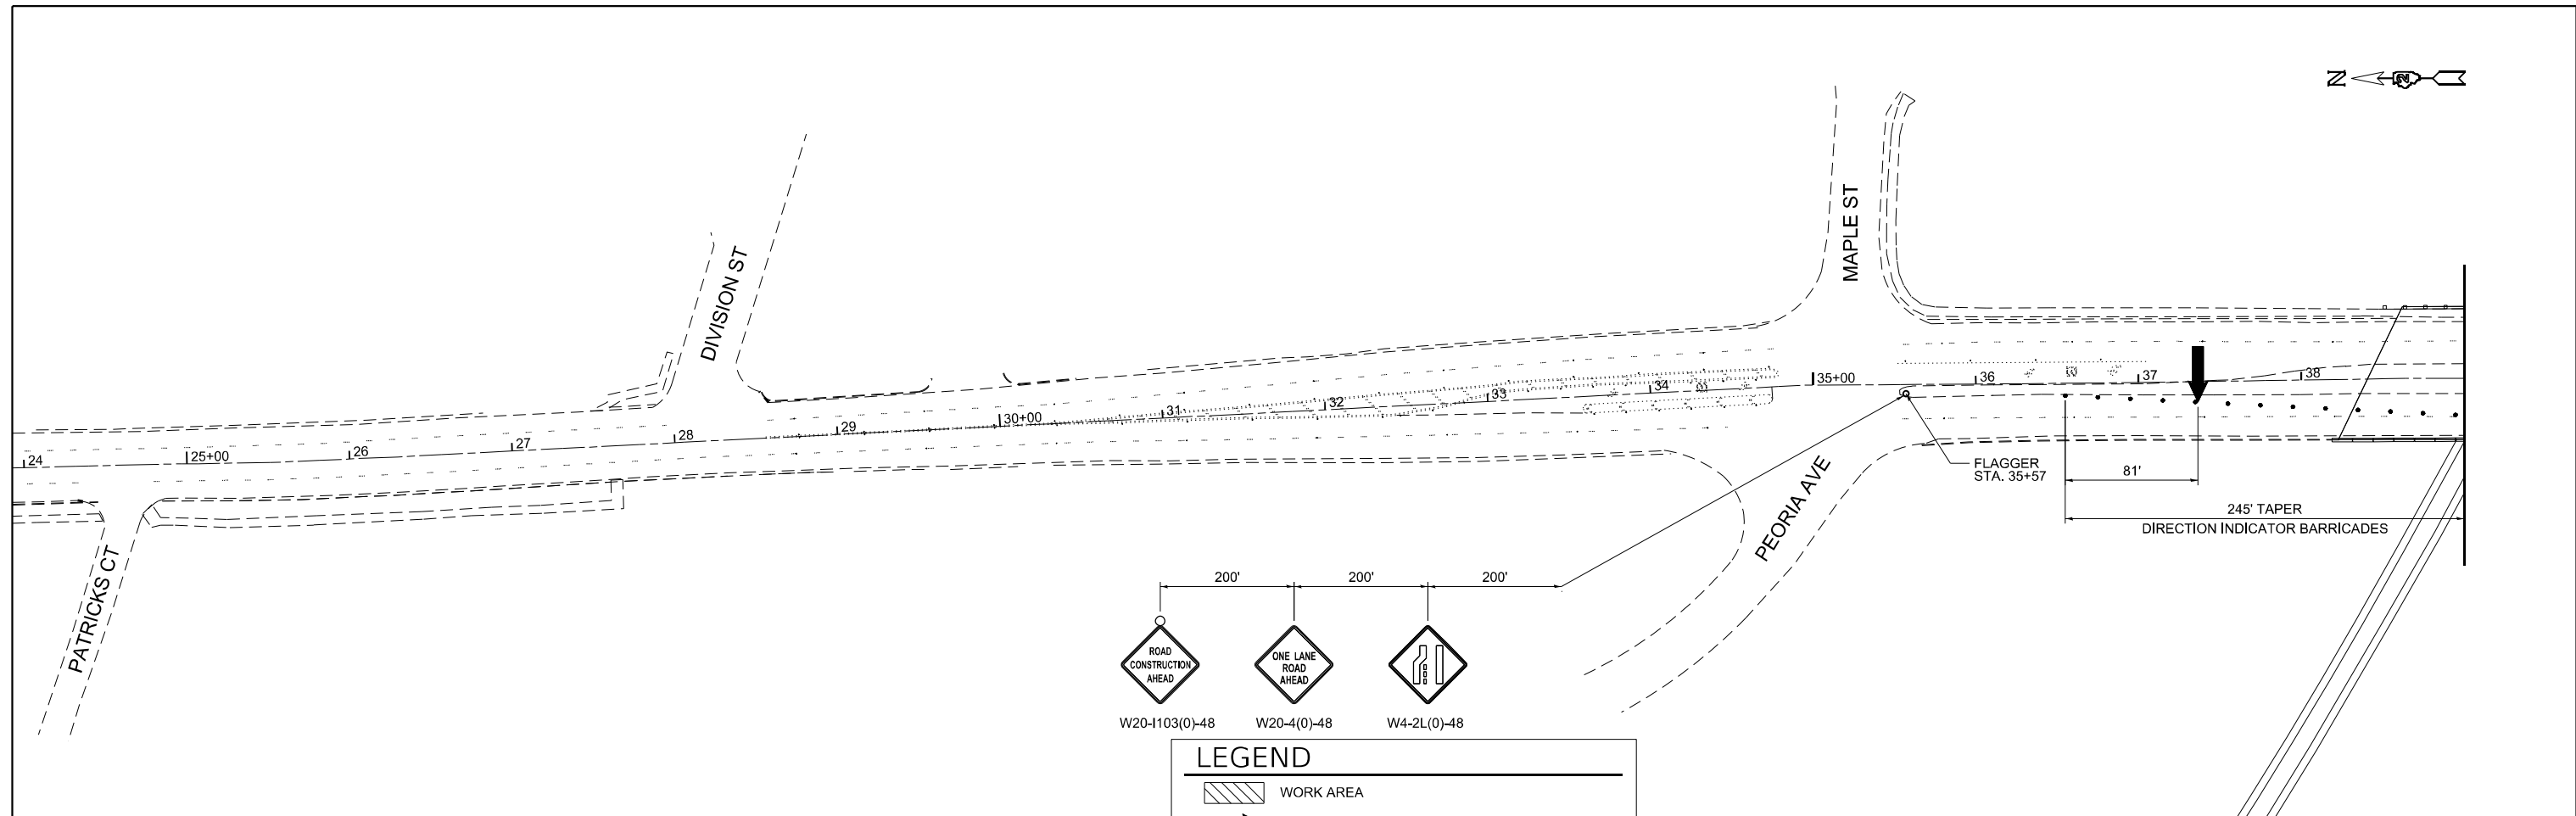 N
DIVISION ST
MAPLE ST
24
25+00
26
27
28
29
30+00
31
32
33
34
35+00
36
37
38
PATRICKS CT
PEORIA AVE
FLAGGER
STA. 35+57
81'
245' TAPER
DIRECTION INDICATOR BARRICADES
200'
200'
200'
ROAD
CONSTRUCTION
AHEAD
ONE LANE
ROAD
AHEAD
W20-I103(0)-48
W20-4(0)-48
W4-2L(0)-48
LEGEND
WORK AREA